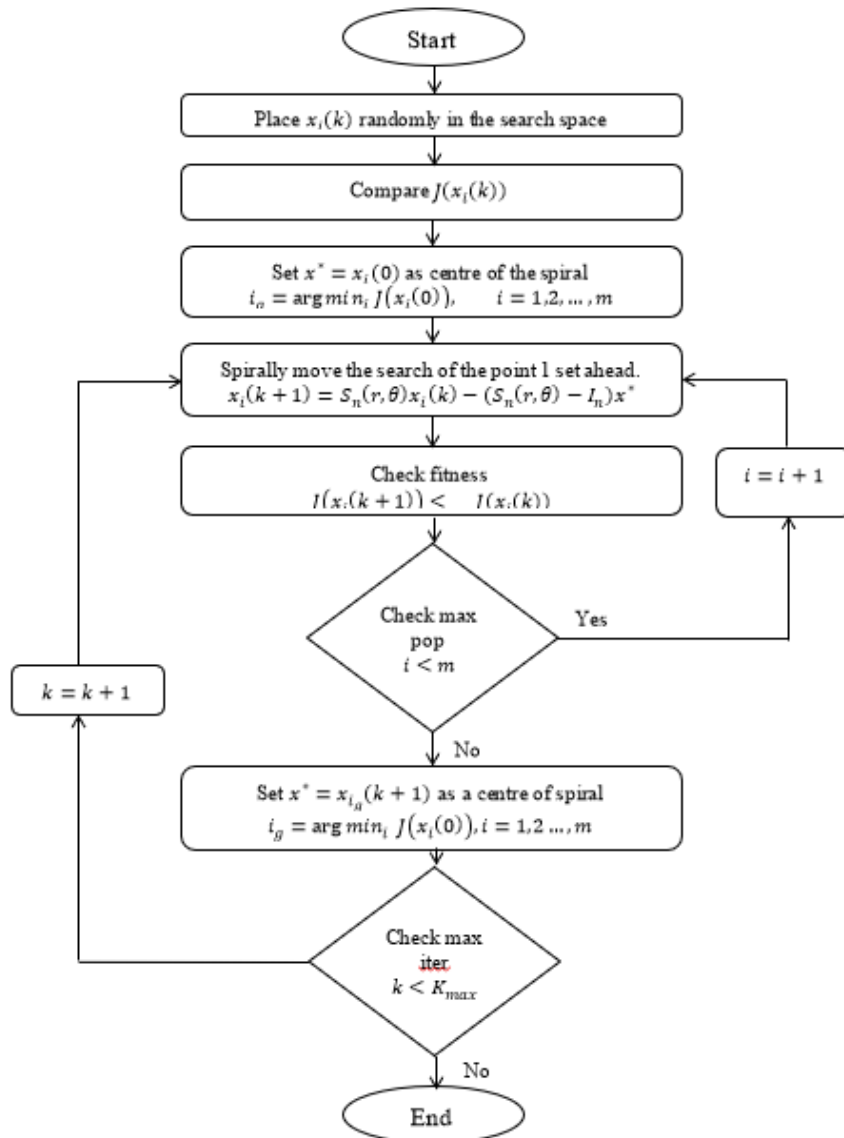 Start
Place x_i(k) randomly in the search space
Compare J(x_i(k))
Set x* = x_i(0) as centre of the spiral
i_g = arg min_i J(x_i(0)), i = 1,2, ... , m
Spirally move the search of the point 1 set ahead.
x_i(k + 1) = S_n(r, θ)x_i(k) − (S_n(r, θ) − I_n)x*
Check fitness
J(x_i(k + 1)) < J(x_i(k))
i = i + 1
Check max
pop
i < m
Yes
k = k + 1
No
Set x* = x_{i_g}(k + 1) as a centre of spiral
i_g = arg min_i J(x_i(0)), i = 1,2 ... , m
Check max
iter
k < K_max
No
End